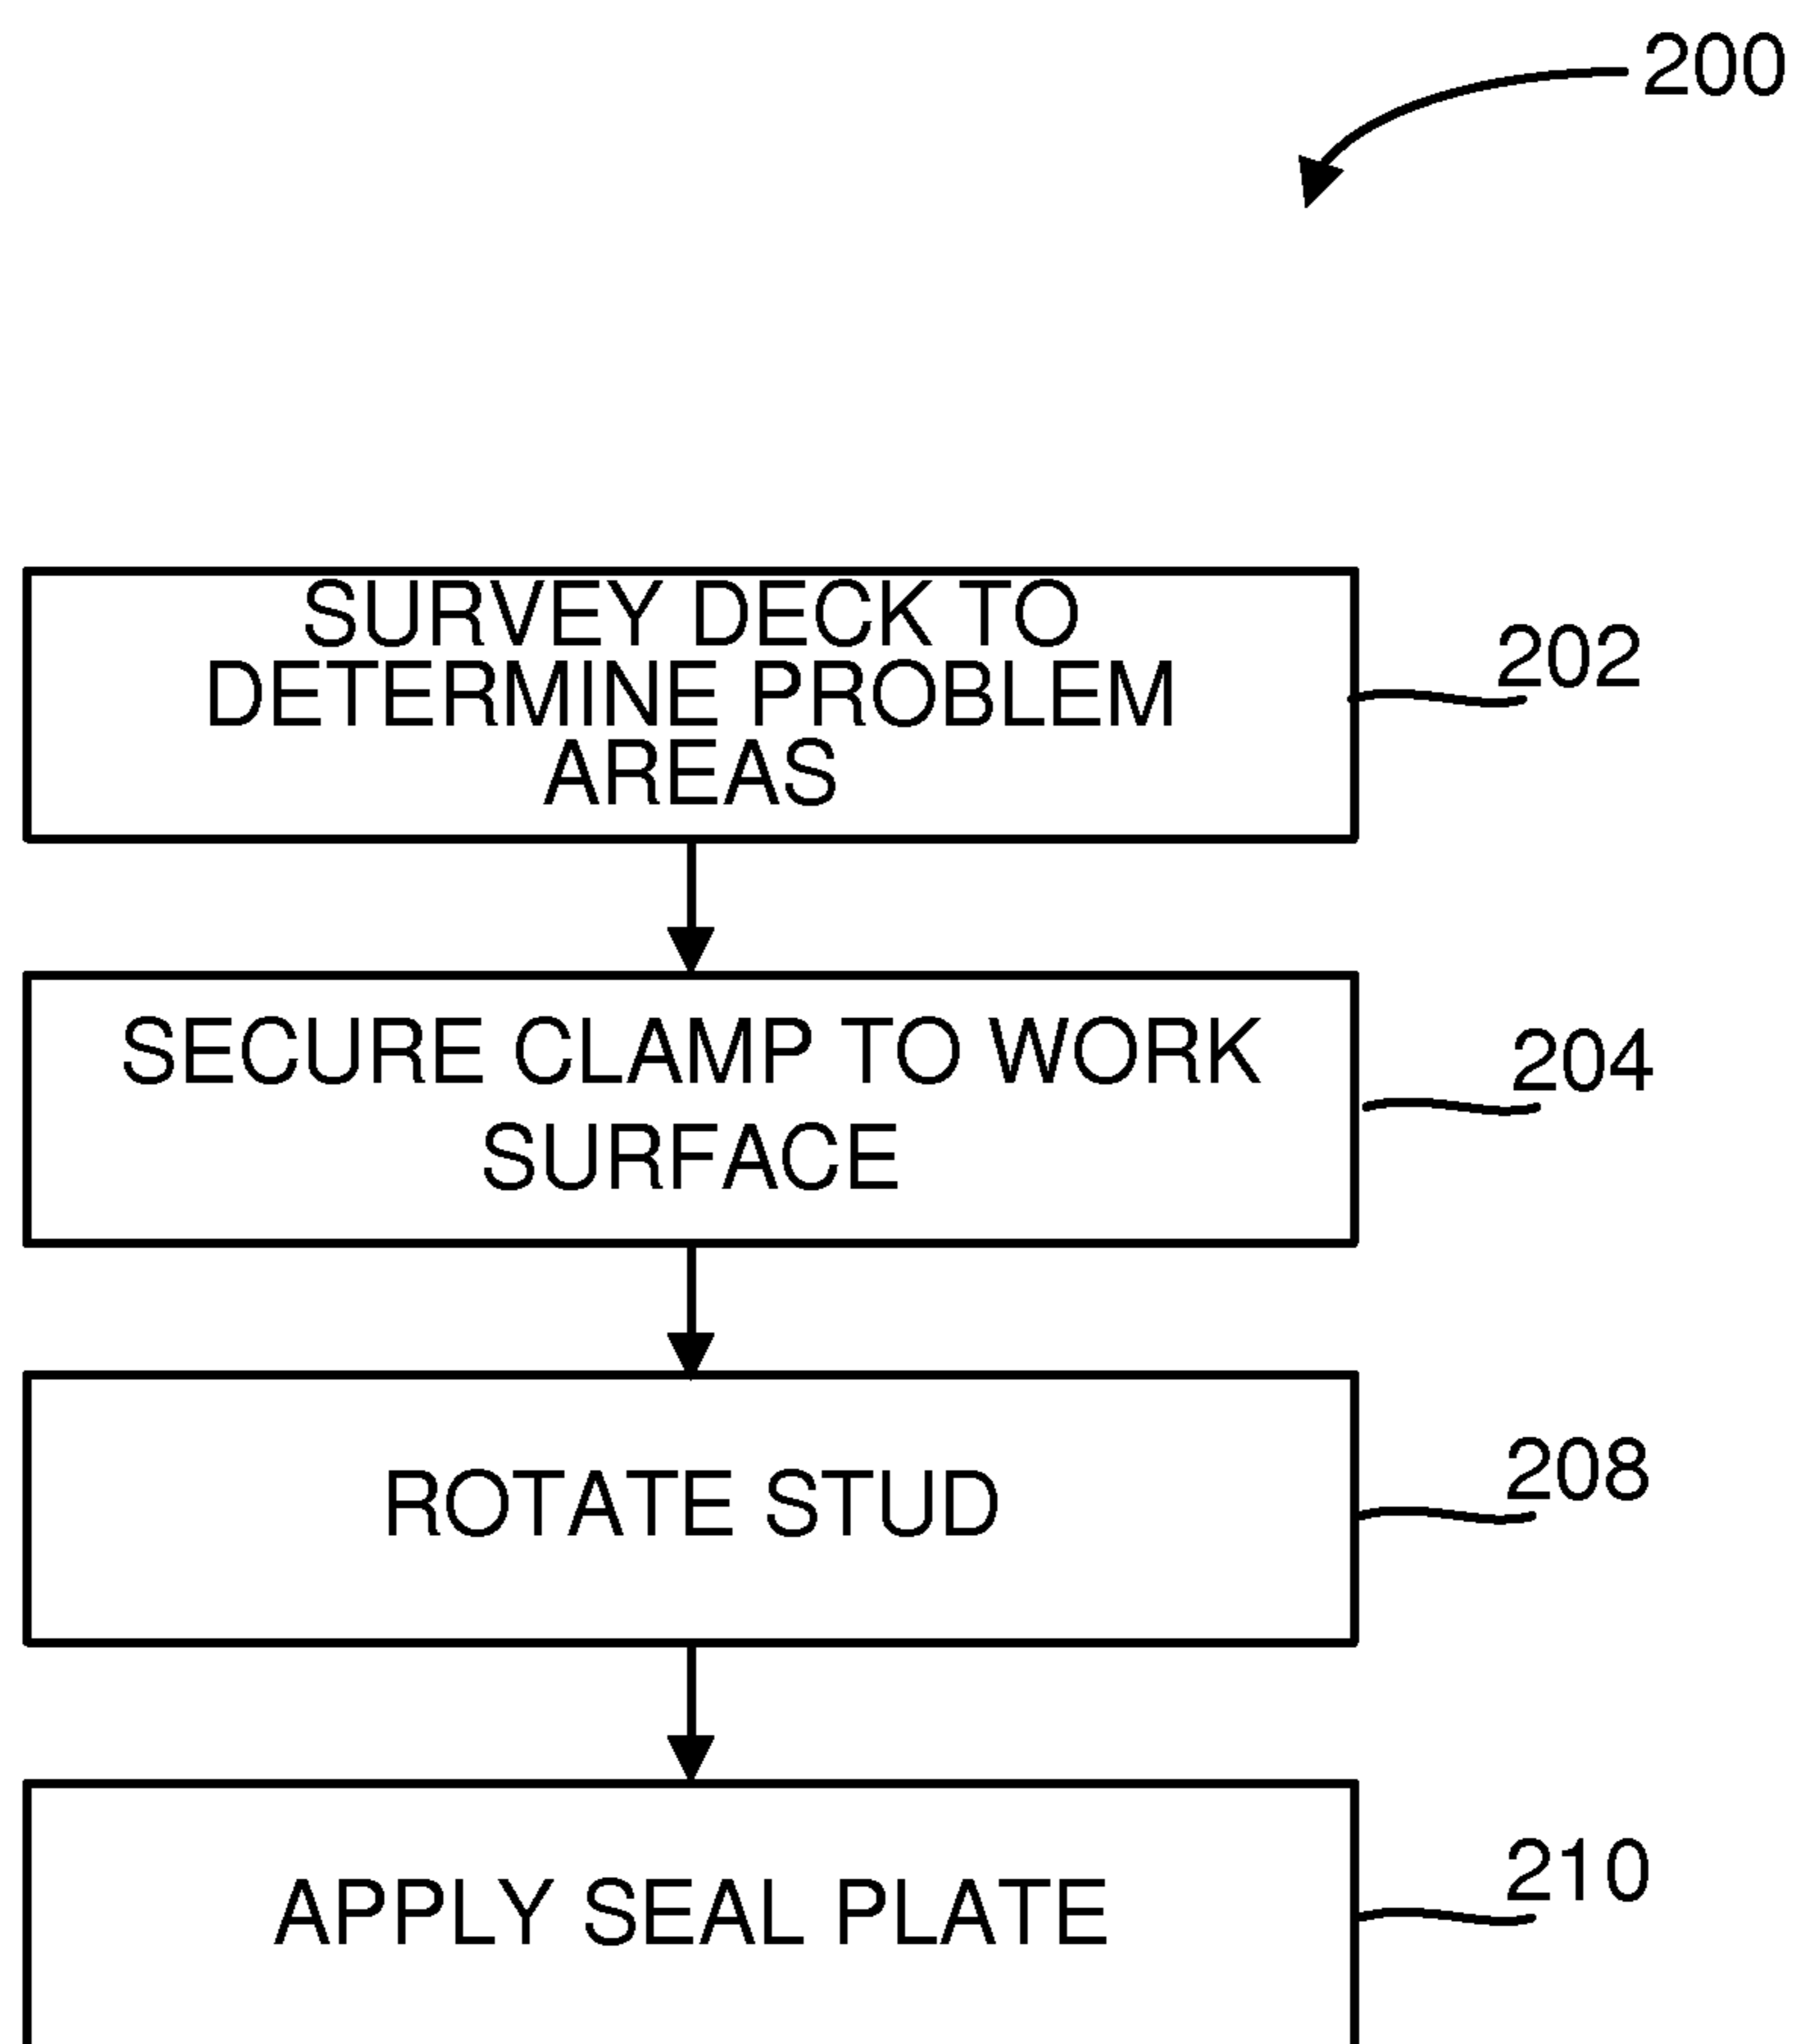 200
SURVEY DECK TO
DETERMINE PROBLEM
AREAS
202
SECURE CLAMP TO WORK
SURFACE
204
ROTATE STUD
208
APPLY SEAL PLATE
210